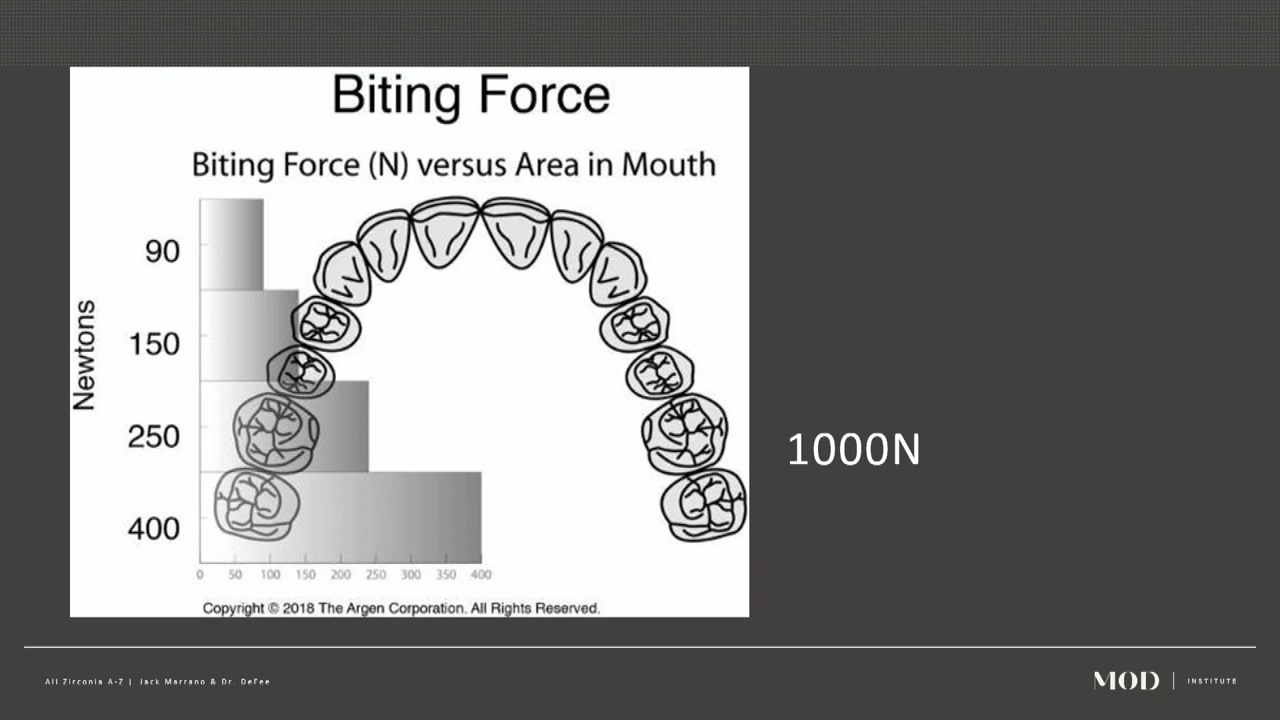 Biting Force
Biting Force (N) versus Area in Mouth
Newtons
90
150
250
400
0 50 100 150 200 250 300 350 400
Copyright © 2018 The Argen Corporation. All Rights Reserved.
1000N
All Zirconia A-Z | Jack Marrano & Dr. DeFee
MOD | INSTITUTE